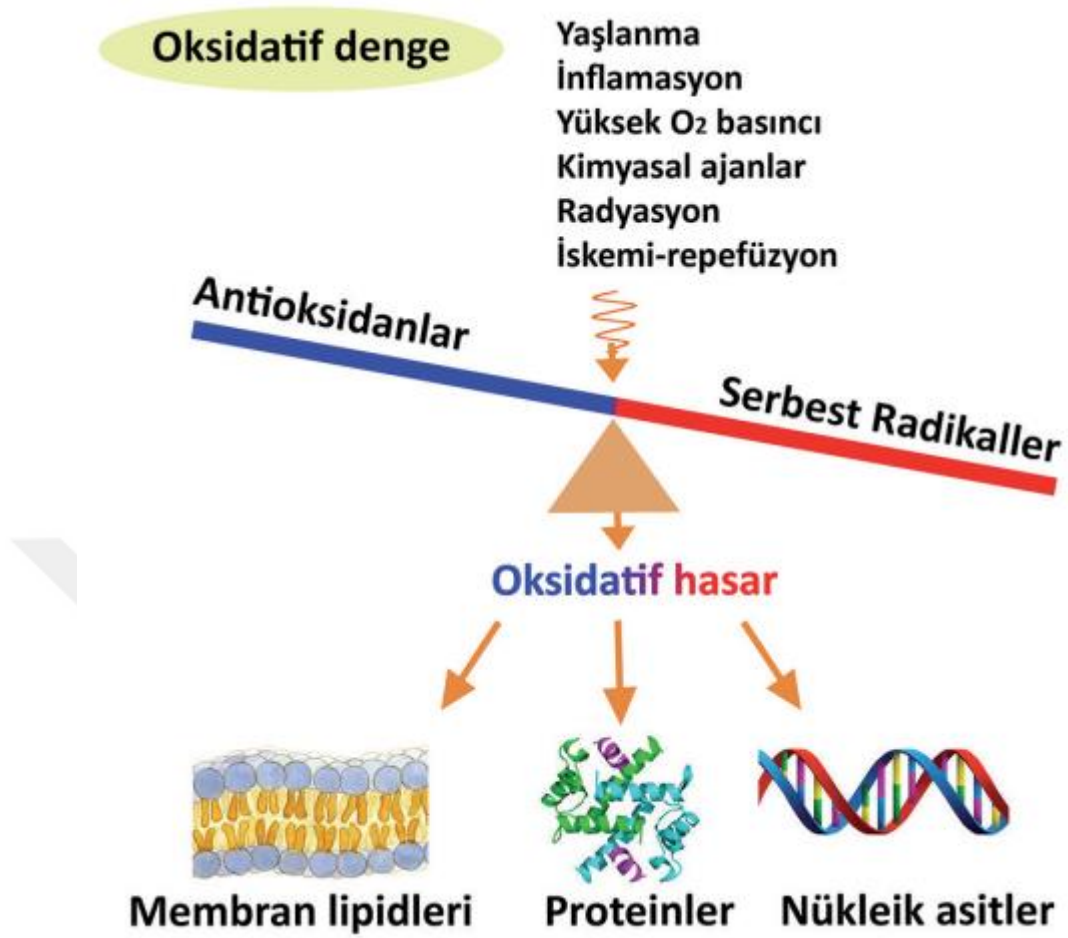 Oksidatif denge
Yaşlanma
İnflamasyon
Yüksek O₂ basıncı
Kimyasal ajanlar
Radyasyon
İskemi-repefüzyon
Antioksidanlar
Serbest Radikaller
Oksidatif hasar
Membran lipidleri
Proteinler
Nükleik asitler